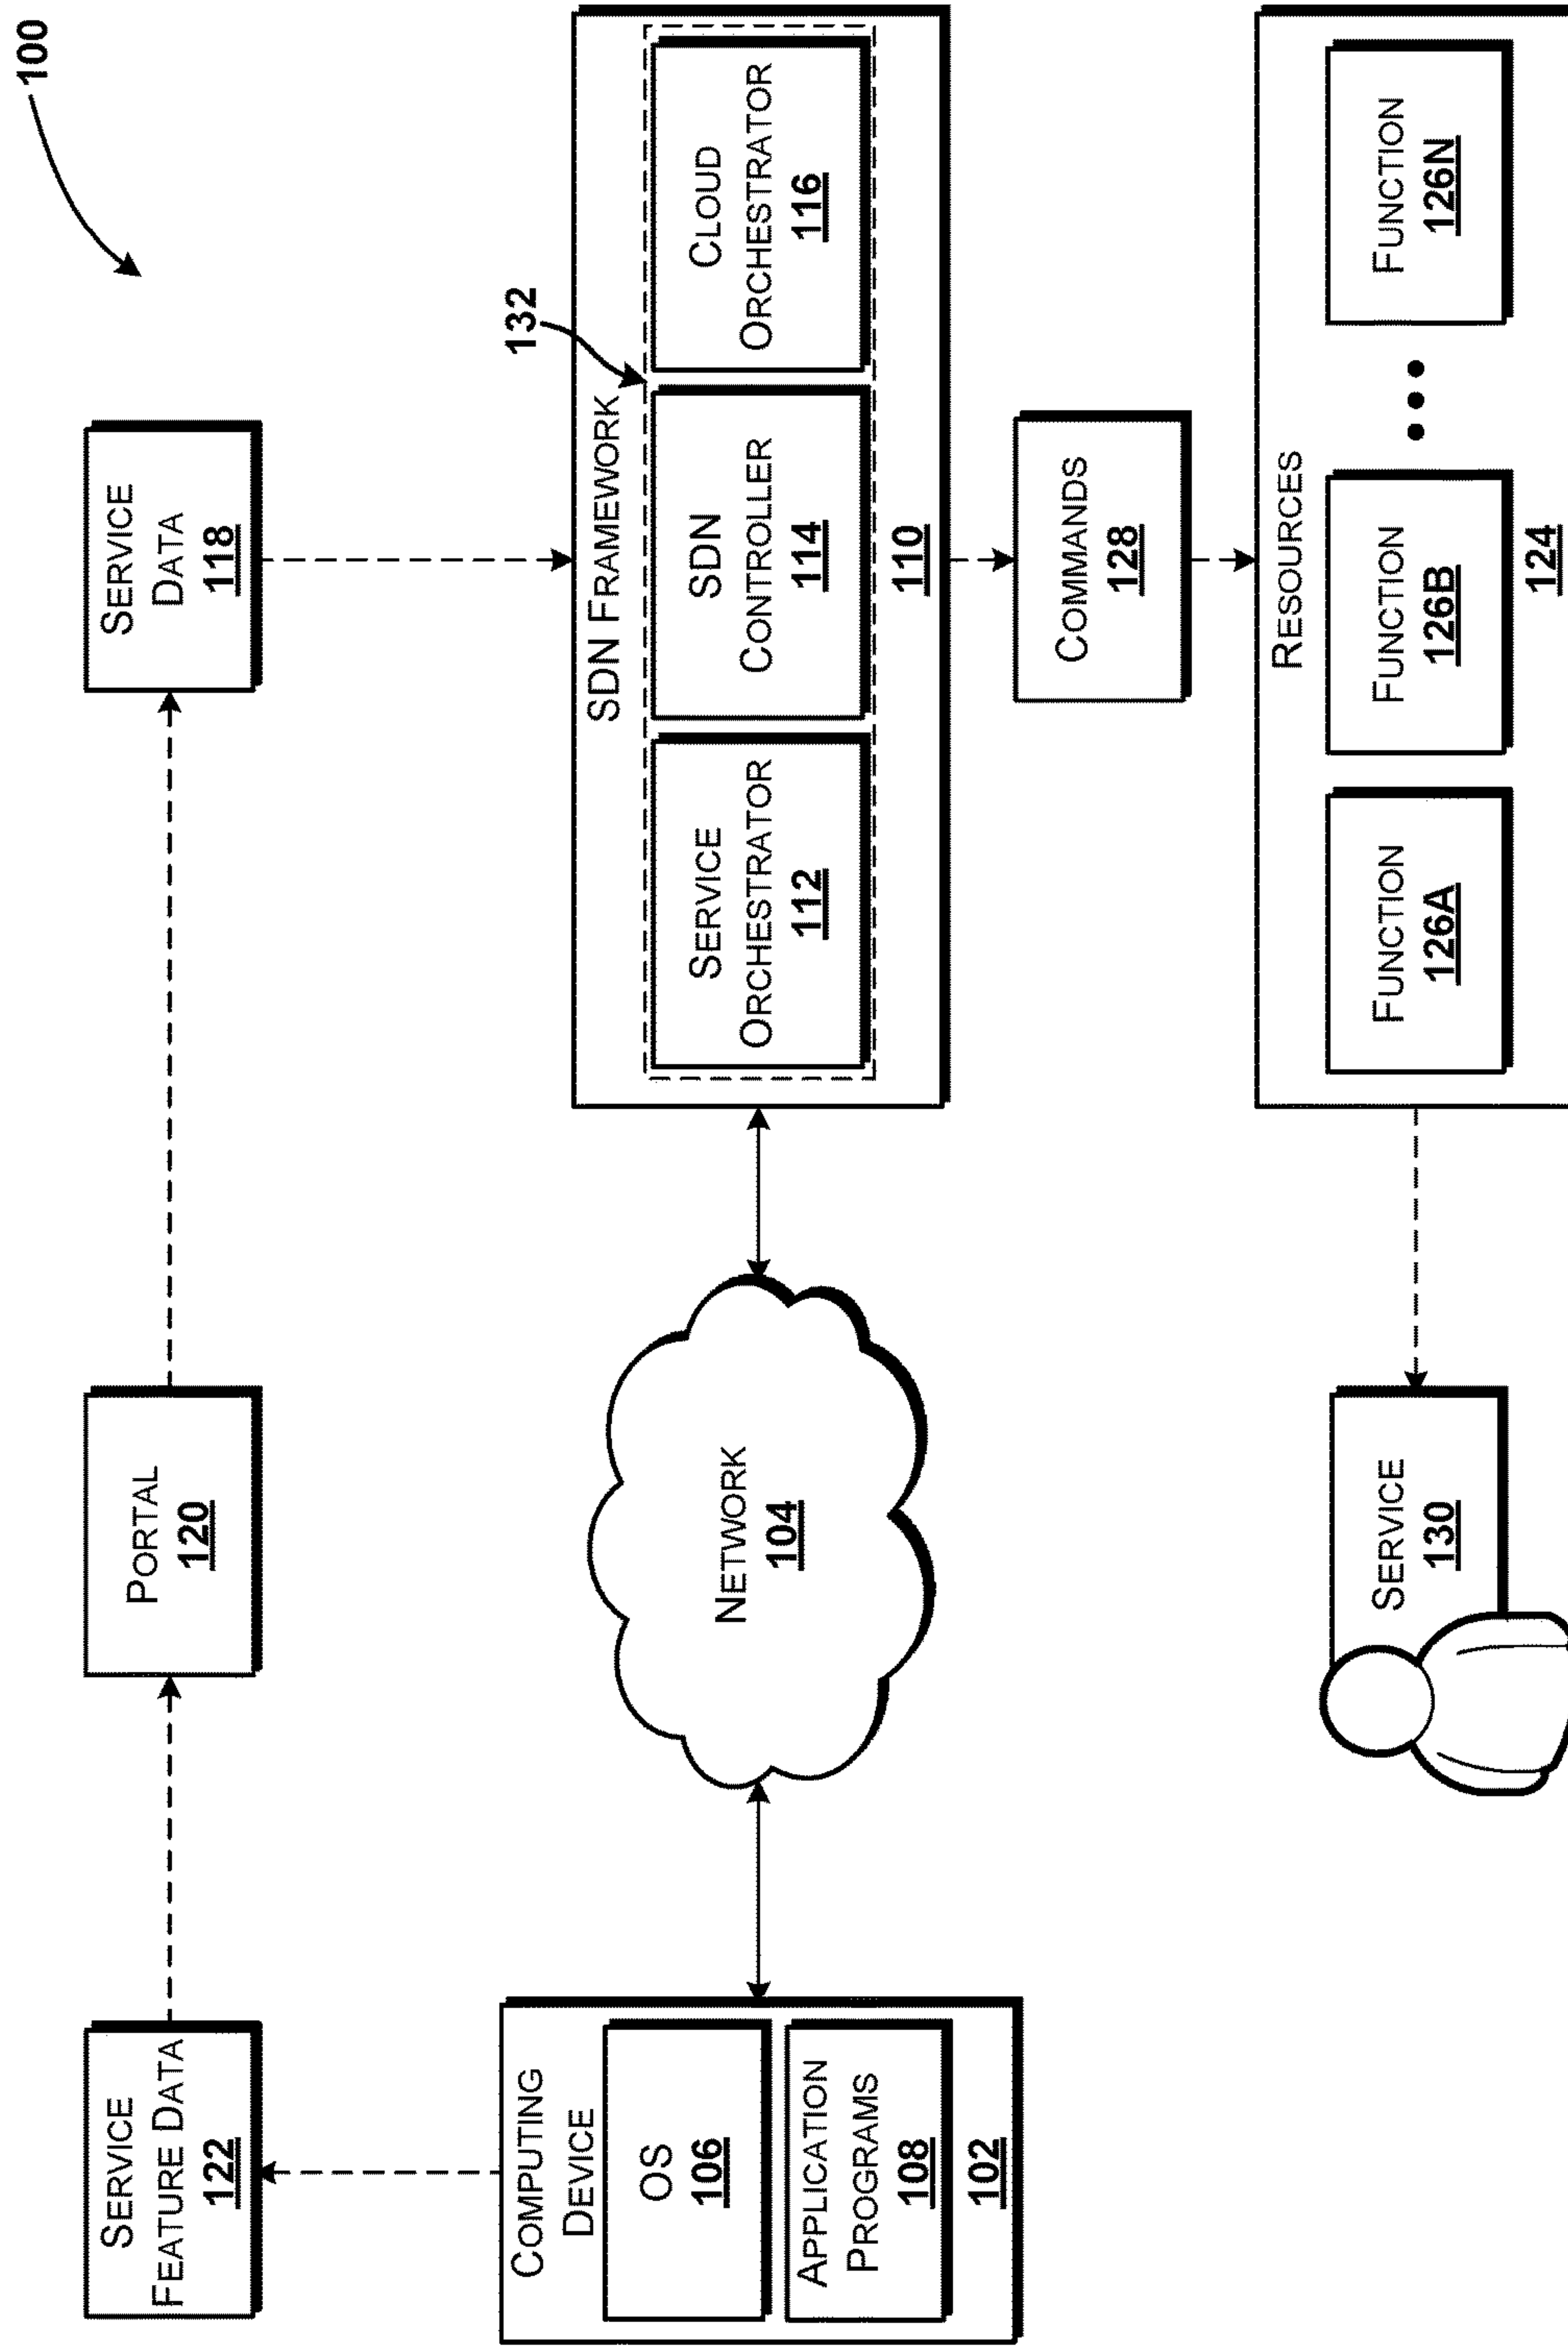 100
SERVICE
FEATURE DATA
122
PORTAL
120
SERVICE
DATA
118
COMPUTING
DEVICE
OS
106
APPLICATION
PROGRAMS
108
102
NETWORK
104
132
SDN FRAMEWORK
SERVICE
ORCHESTRATOR
112
SDN
CONTROLLER
114
CLOUD
ORCHESTRATOR
116
110
COMMANDS
128
SERVICE
130
RESOURCES
FUNCTION
126A
FUNCTION
126B
•••
FUNCTION
126N
124